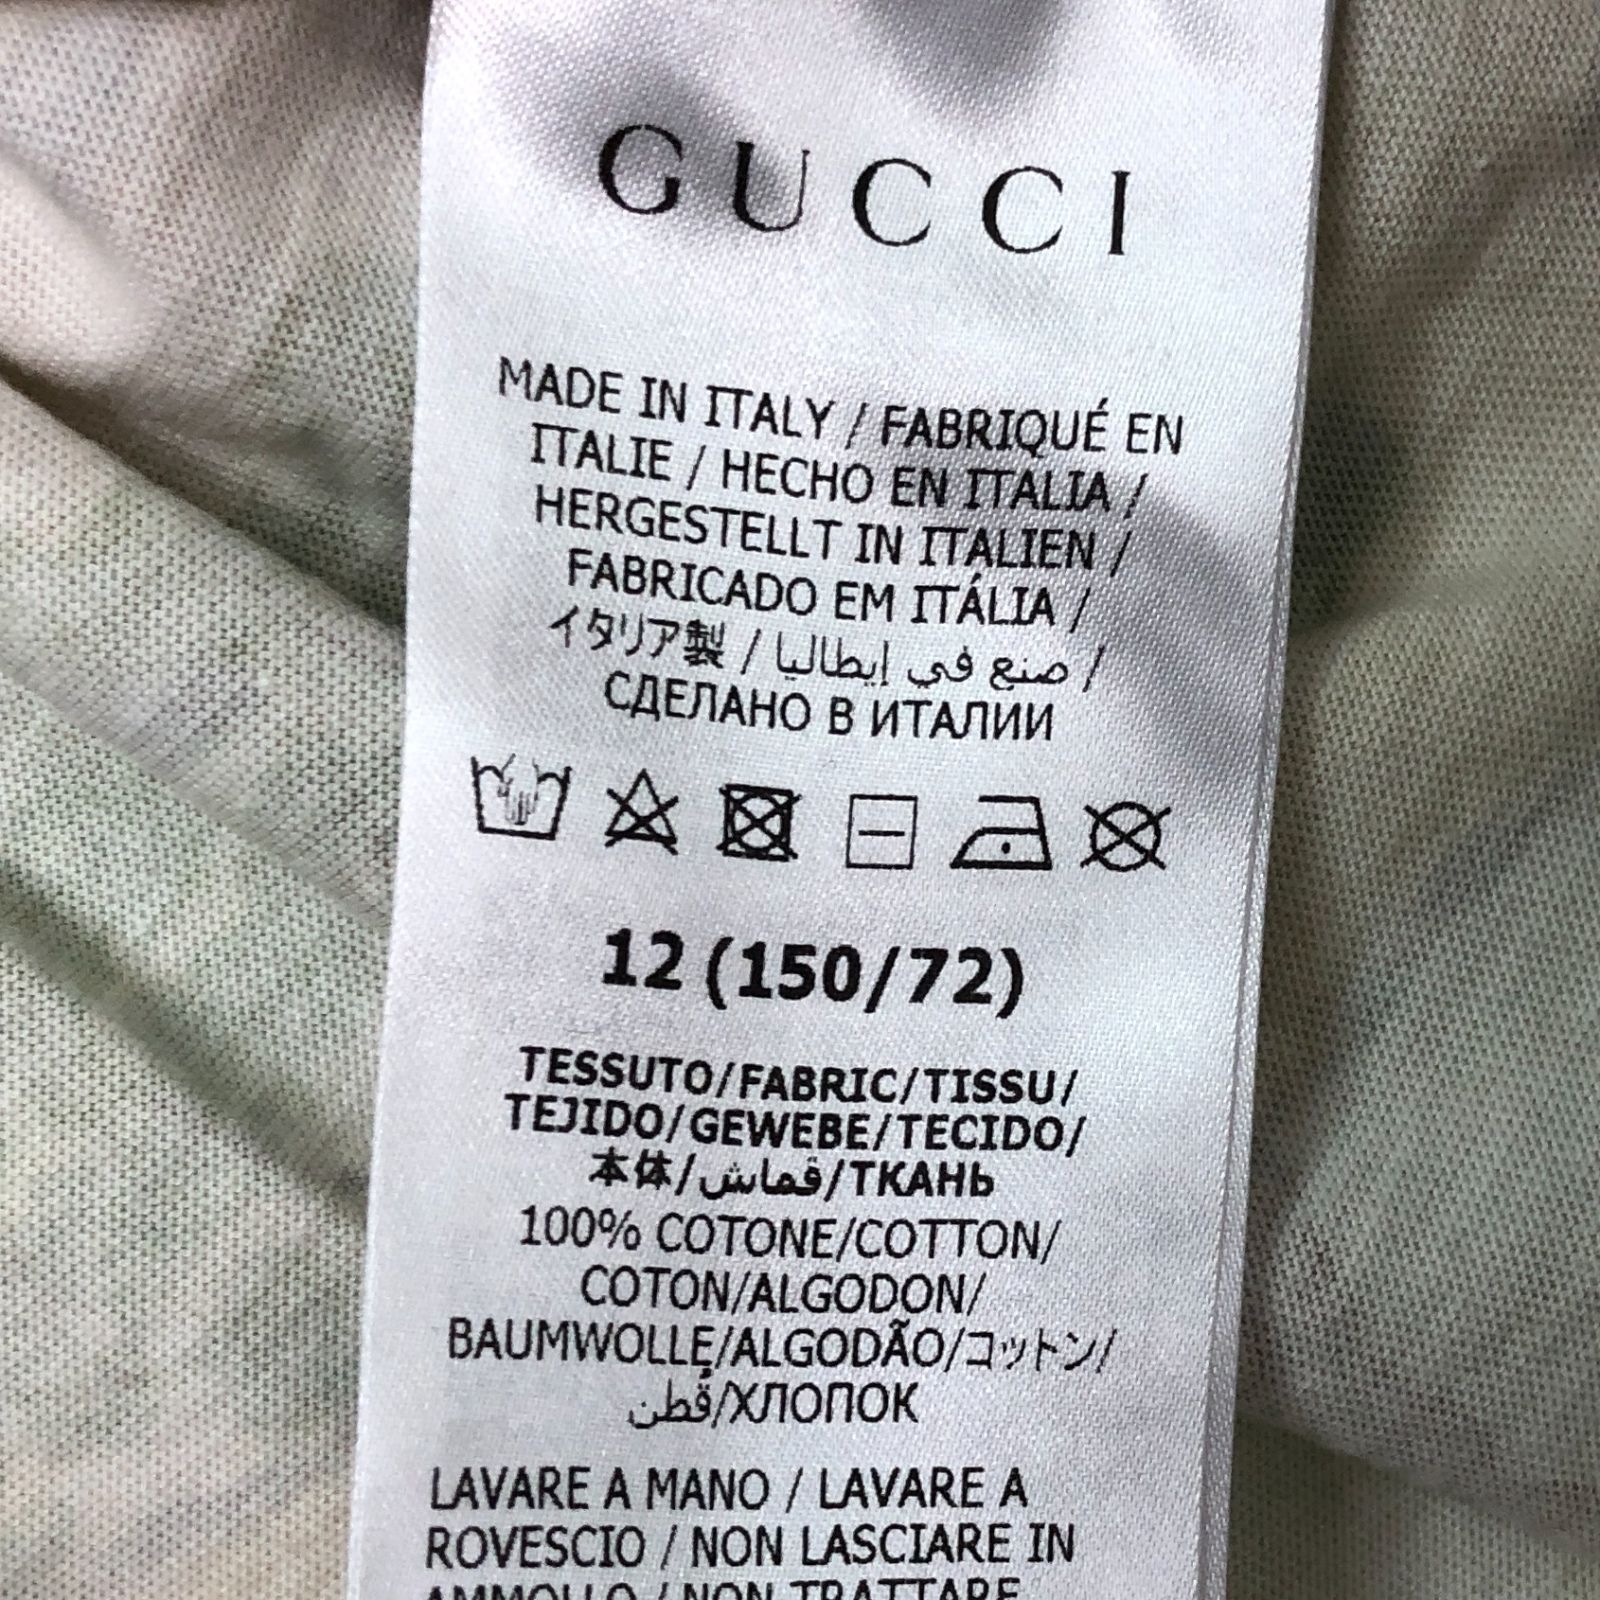 GUCCI
MADE IN ITALY / FABRIQUÉ EN
ITALIE / HECHO EN ITALIA /
HERGESTELLT IN ITALIEN /
FABRICADO EM ITÁLIA /
イタリア製 / صنع في إيطاليا /
СДЕЛАНО В ИТАЛИИ
12 (150/72)
TESSUTO/FABRIC/TISSU/
TEJIDO/GEWEBE/TECIDO/
本体/قماش/ТКАНЬ
100% COTONE/COTTON/
COTON/ALGODON/
BAUMWOLLE/ALGODÃO/コットン/
قطن/ХЛОПОК
LAVARE A MANO / LAVARE A
ROVESCIO / NON LASCIARE IN
AMMOLLO / NON TRATTARE